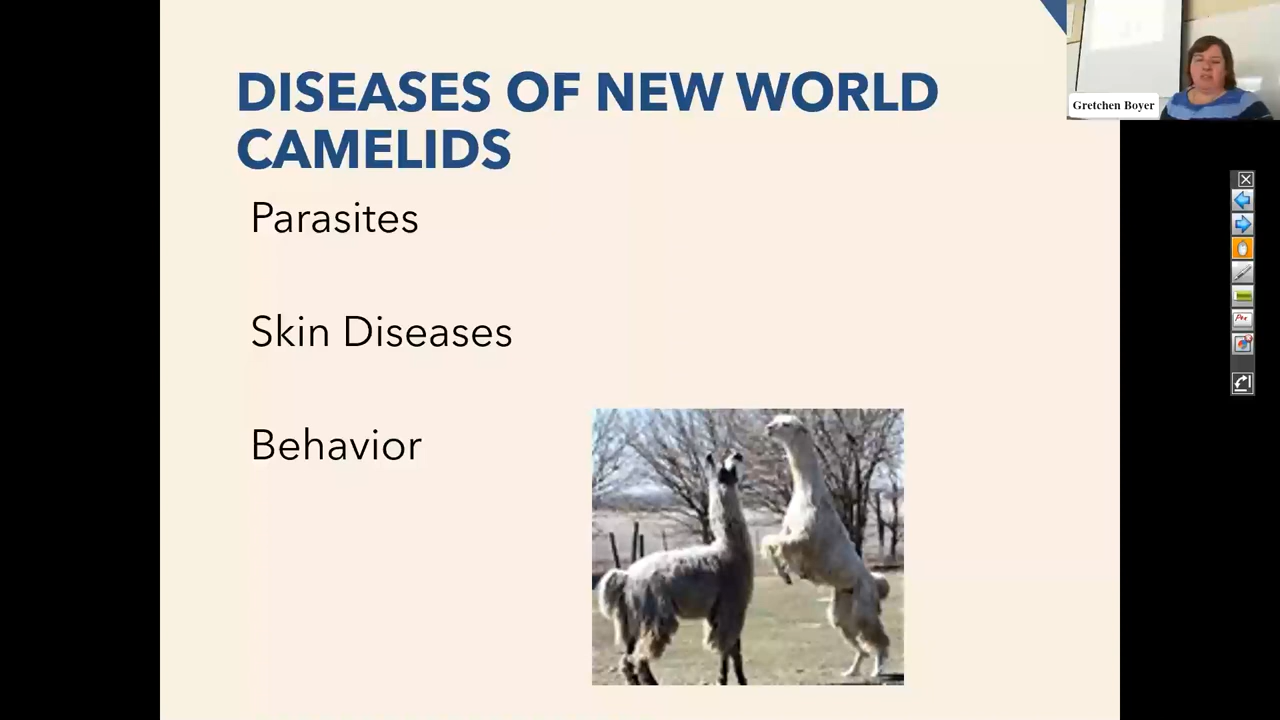 DISEASES OF NEW WORLD
CAMELIDS
Parasites
Skin Diseases
Behavior
Gretchen Boyer